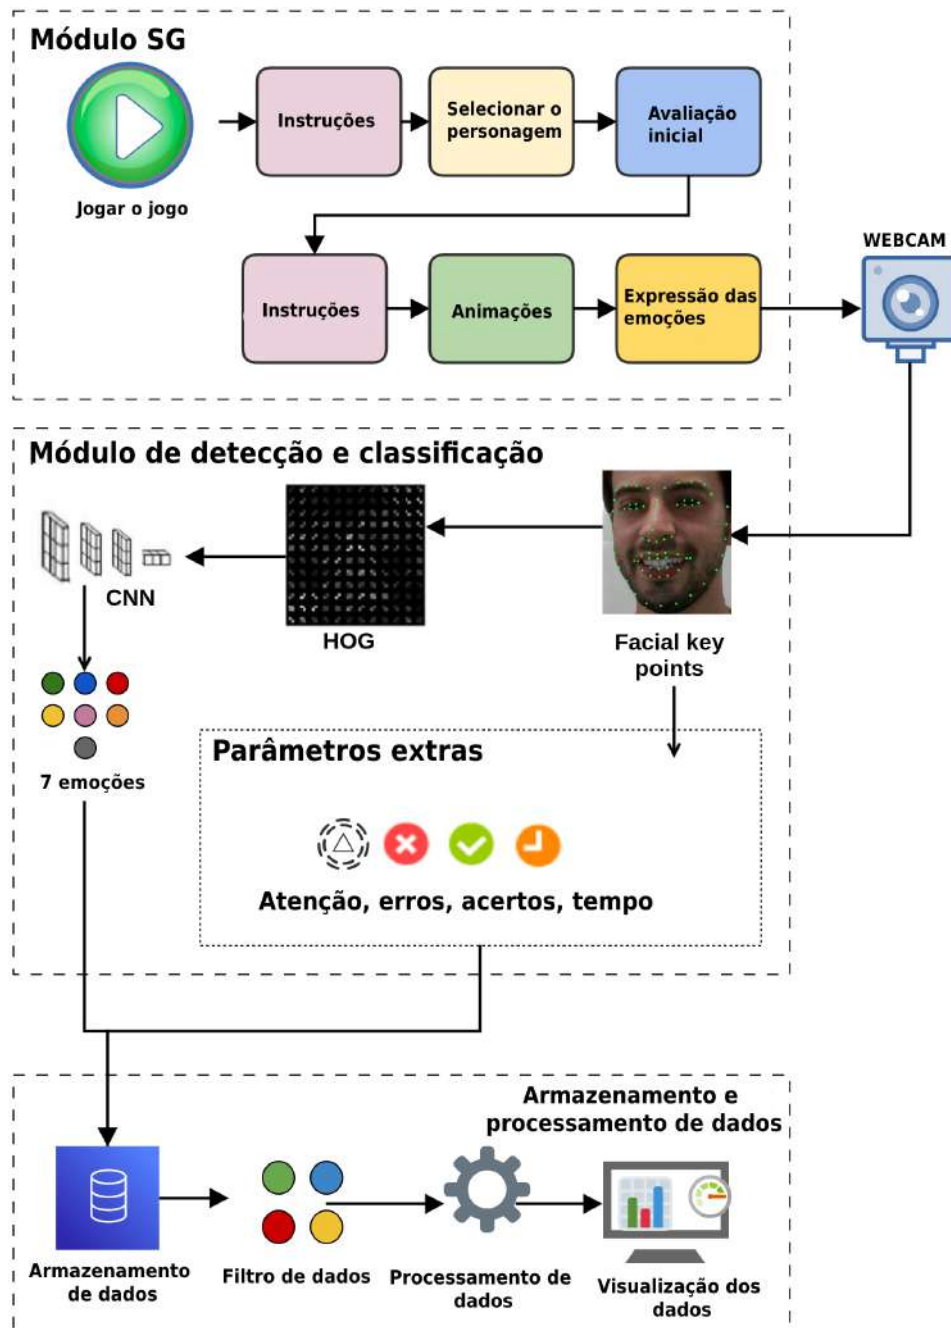 Módulo SG
Jogar o jogo
Instruções
Selecionar o
personagem
Avaliação
inicial
Instruções
Animações
Expressão das
emoções
WEBCAM
Módulo de detecção e classificação
CNN
HOG
Facial key
points
7 emoções
Parâmetros extras
Atenção, erros, acertos, tempo
Armazenamento e
processamento de dados
Armazenamento
de dados
Filtro de dados
Processamento de
dados
Visualização dos
dados